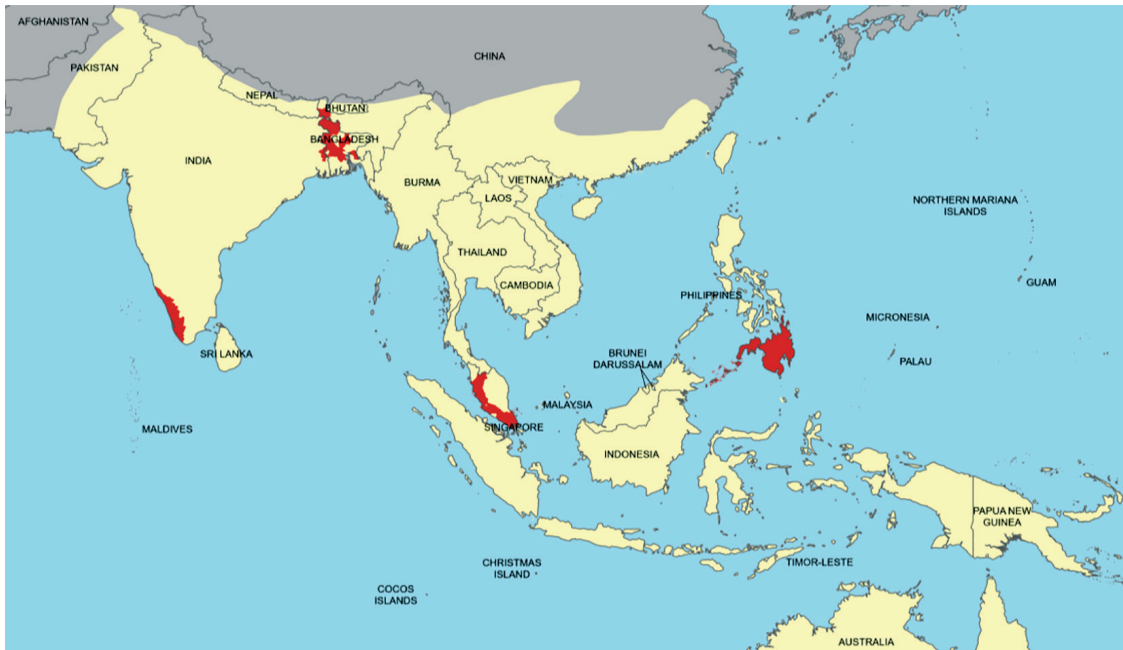 AFGHANISTAN
CHINA
PAKISTAN
NEPAL
BHUTAN
BANGLADESH
INDIA
BURMA
VIETNAM
LAOS
THAILAND
CAMBODIA
NORTHERN MARIANA
ISLANDS
GUAM
PHILIPPINES
MICRONESIA
PALAU
SRI LANKA
BRUNEI
DARUSSALAM
MALAYSIA
MALDIVES
SINGAPORE
INDONESIA
PAPUA NEW
GUINEA
CHRISTMAS
ISLAND
TIMOR-LESTE
COCOS
ISLANDS
AUSTRALIA